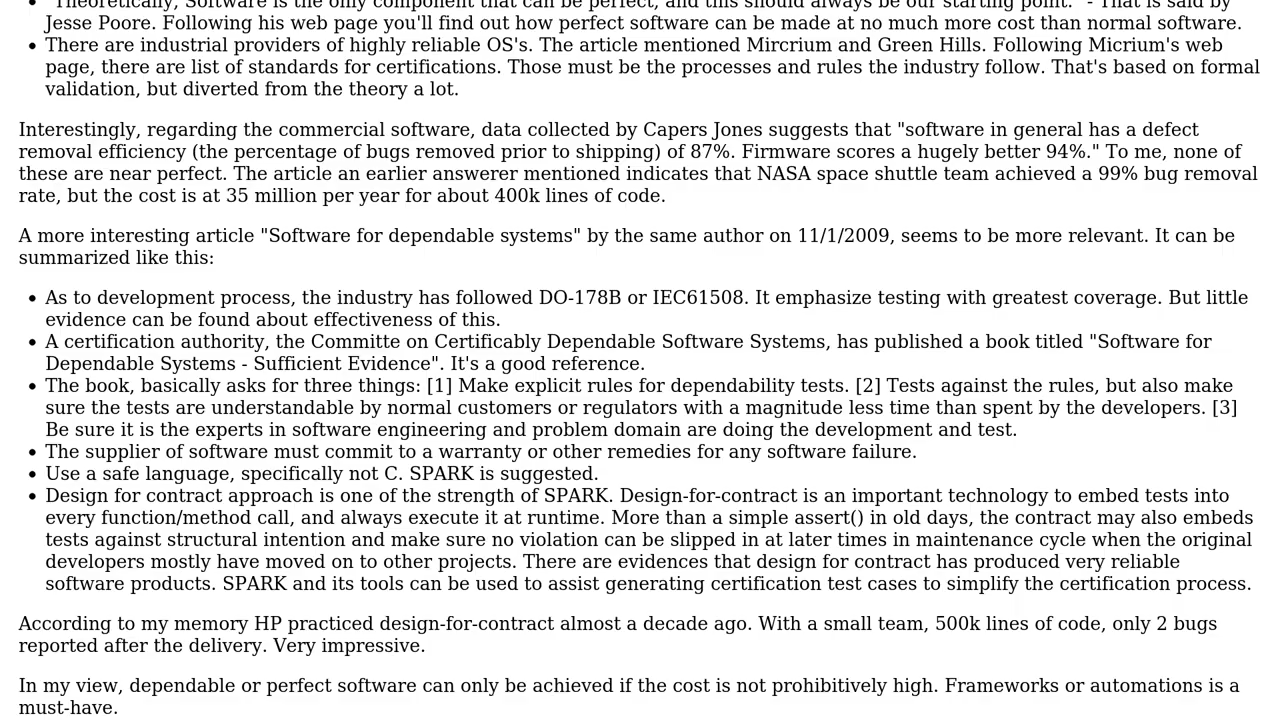 "Theoretically, Software is the only component that can be perfect, and this should always be our starting point." - That is said by
Jesse Poore. Following his web page you'll find out how perfect software can be made at no much more cost than normal software.
There are industrial providers of highly reliable OS's. The article mentioned Mircrium and Green Hills. Following Micrium's web
page, there are list of standards for certifications. Those must be the processes and rules the industry follow. That's based on formal
validation, but diverted from the theory a lot.
Interestingly, regarding the commercial software, data collected by Capers Jones suggests that "software in general has a defect
removal efficiency (the percentage of bugs removed prior to shipping) of 87%. Firmware scores a hugely better 94%." To me, none of
these are near perfect. The article an earlier answerer mentioned indicates that NASA space shuttle team achieved a 99% bug removal
rate, but the cost is at 35 million per year for about 400k lines of code.
A more interesting article "Software for dependable systems" by the same author on 11/1/2009, seems to be more relevant. It can be
summarized like this:
As to development process, the industry has followed DO-178B or IEC61508. It emphasize testing with greatest coverage. But little
evidence can be found about effectiveness of this.
A certification authority, the Committe on Certificably Dependable Software Systems, has published a book titled "Software for
Dependable Systems - Sufficient Evidence". It's a good reference.
The book, basically asks for three things: [1] Make explicit rules for dependability tests. [2] Tests against the rules, but also make
sure the tests are understandable by normal customers or regulators with a magnitude less time than spent by the developers. [3]
Be sure it is the experts in software engineering and problem domain are doing the development and test.
The supplier of software must commit to a warranty or other remedies for any software failure.
Use a safe language, specifically not C. SPARK is suggested.
Design for contract approach is one of the strength of SPARK. Design-for-contract is an important technology to embed tests into
every function/method call, and always execute it at runtime. More than a simple assert() in old days, the contract may also embeds
tests against structural intention and make sure no violation can be slipped in at later times in maintenance cycle when the original
developers mostly have moved on to other projects. There are evidences that design for contract has produced very reliable
software products. SPARK and its tools can be used to assist generating certification test cases to simplify the certification process.
According to my memory HP practiced design-for-contract almost a decade ago. With a small team, 500k lines of code, only 2 bugs
reported after the delivery. Very impressive.
In my view, dependable or perfect software can only be achieved if the cost is not prohibitively high. Frameworks or automations is a
must-have.